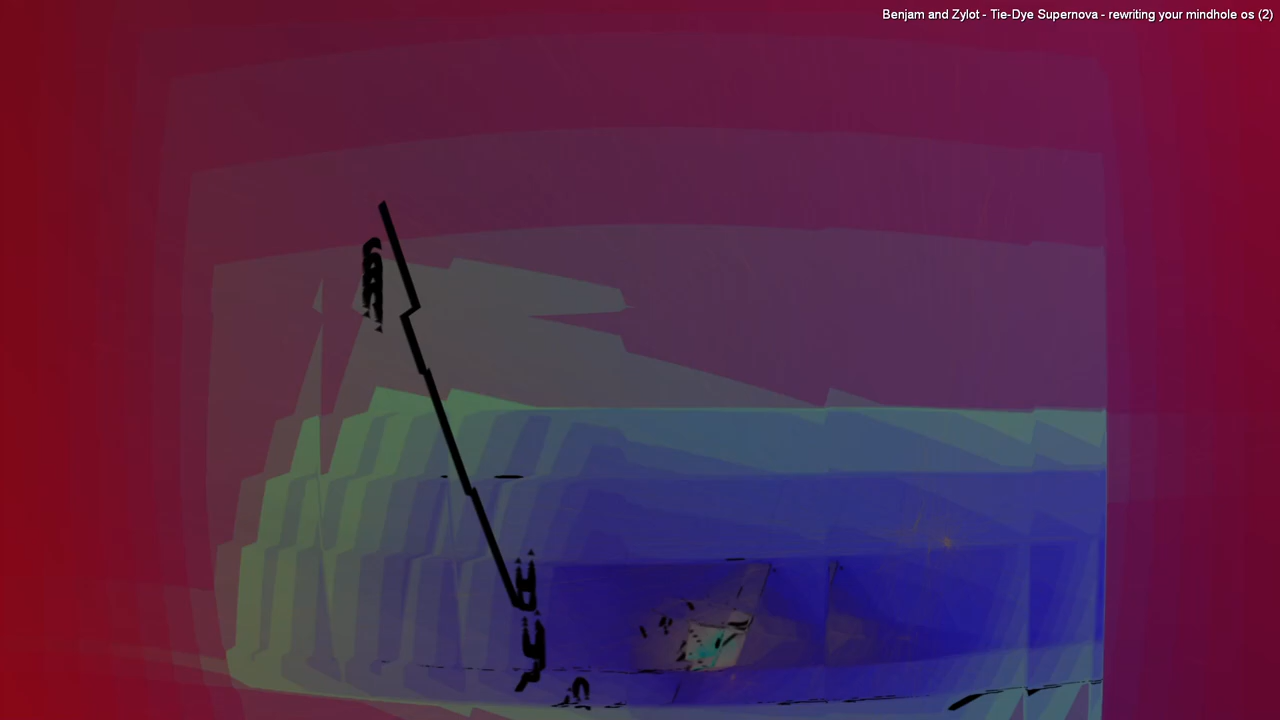 Benjam and Zylot - Tie-Dye Supernova - rewriting your mindhole os (2)